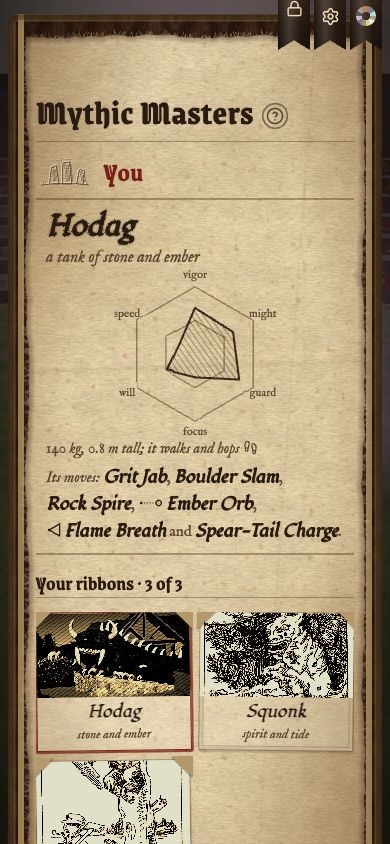 Mythic Masters ?
You
Hodag
a tank of stone and ember
vigor
speed
might
will
guard
focus
140 kg, 0.8 m tall; it walks and hops
Its moves: Grit Jab, Boulder Slam,
Rock Spire, Ember Orb,
Flame Breath and Spear-Tail Charge.
Your ribbons · 3 of 3
Hodag
Squonk
stone and ember
spirit and tide